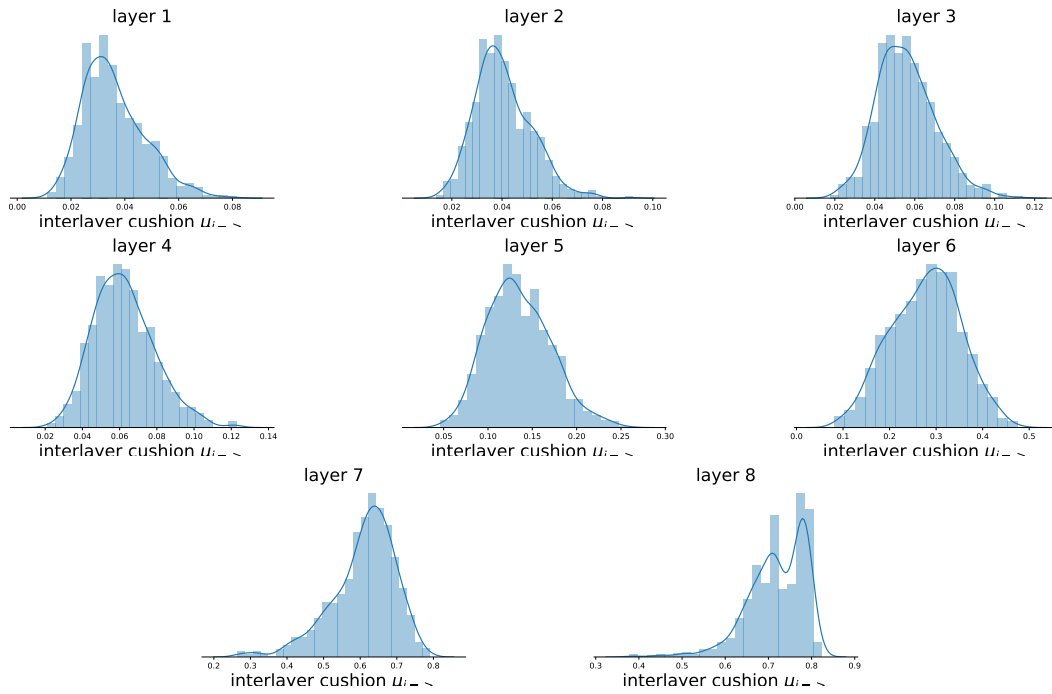 layer 1 layer 2 layer 3
0.00 0.02 0.04 0.06 0.08 0.02 0.04 0.06 0.08 0.10 0.00 0.02 0.04 0.06 0.08 0.10 0.12
interlayer cushion interlayer cushion interlayer cushion
layer 4 layer 5 layer 6
0.02 0.04 0.06 0.08 0.10 0.12 0.14 0.05 0.10 0.15 0.20 0.25 0.30 0.0 0.1 0.2 0.3 0.4 0.5
interlayer cushion interlayer cushion interlayer cushion
layer 7 layer 8
0.2 0.3 0.4 0.5 0.6 0.7 0.8 0.3 0.4 0.5 0.6 0.7 0.8 0.9
interlayer cushion interlayer cushion